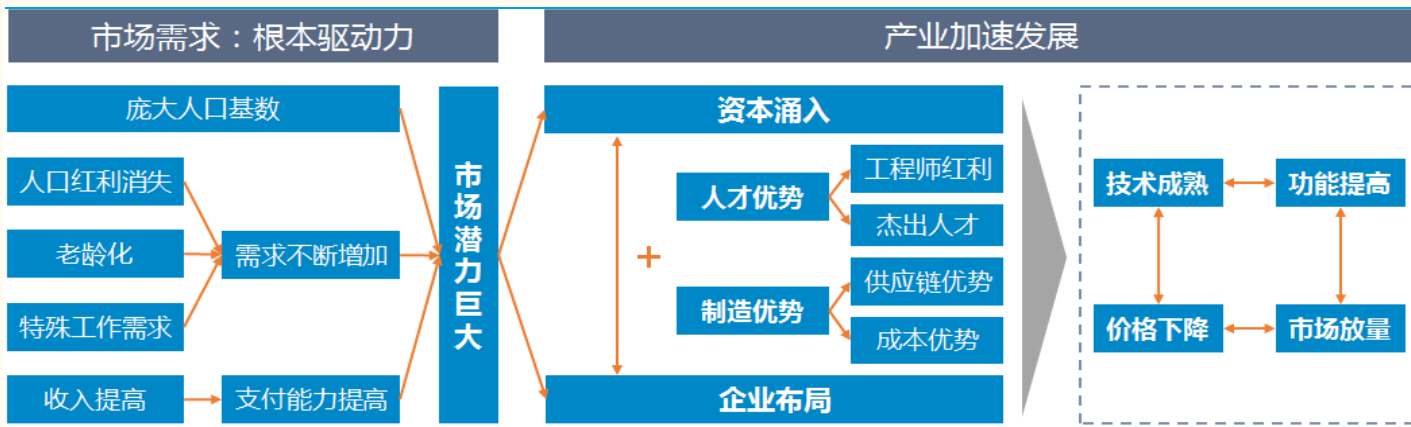 市场需求：根本驱动力
产业加速发展
庞大人口基数
人口红利消失
老龄化
特殊工作需求
收入提高
需求不断增加
支付能力提高
市场潜力巨大
资本涌入
+
人才优势
工程师红利
杰出人才
制造优势
供应链优势
成本优势
企业布局
技术成熟
功能提高
价格下降
市场放量